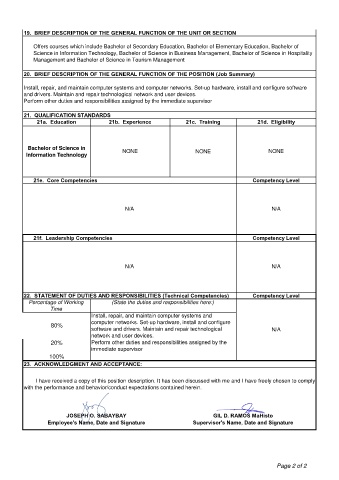 19. BRIEF DESCRIPTION OF THE GENERAL FUNCTION OF THE UNIT OR SECTION
Offers courses which include Bachelor of Secondary Education, Bachelor of Elementary Education, Bachelor of
Science in Information Technology, Bachelor of Science in Business Management, Bachelor of Science in Hospitality
Management and Bachelor of Science in Tourism Management
20. BRIEF DESCRIPTION OF THE GENERAL FUNCTION OF THE POSITION (Job Summary)
Install, repair, and maintain computer systems and computer networks. Set-up hardware, install and configure software
and drivers. Maintain and repair technological network and user devices.
Perform other duties and responsibilities assigned by the immediate supervisor
21. QUALIFICATION STANDARDS
21a. Education 21b. Experience 21c. Training 21d. Eligibility
Bachelor of Science in
Information Technology NONE NONE NONE
21e. Core Competencies Competency Level
N/A N/A
21f. Leadership Competencies Competency Level
N/A N/A
22. STATEMENT OF DUTIES AND RESPONSIBILITIES (Technical Competencies) Competency Level
Percentage of Working
Time (State the duties and responsibilities here:)
80% Install, repair, and maintain computer systems and
computer networks. Set-up hardware, install and configure
software and drivers. Maintain and repair technological
network and user devices. N/A
20% Perform other duties and responsibilities assigned by the
immediate supervisor
100%
23. ACKNOWLEDGMENT AND ACCEPTANCE:
I have received a copy of this position description. It has been discussed with me and I have freely chosen to comply
with the performance and behavior/conduct expectations contained herein.
JOSEPH O. SABAYBAY GIL D. RAMOS MaHisto
Employee's Name, Date and Signature Supervisor's Name, Date and Signature
Page 2 of 2